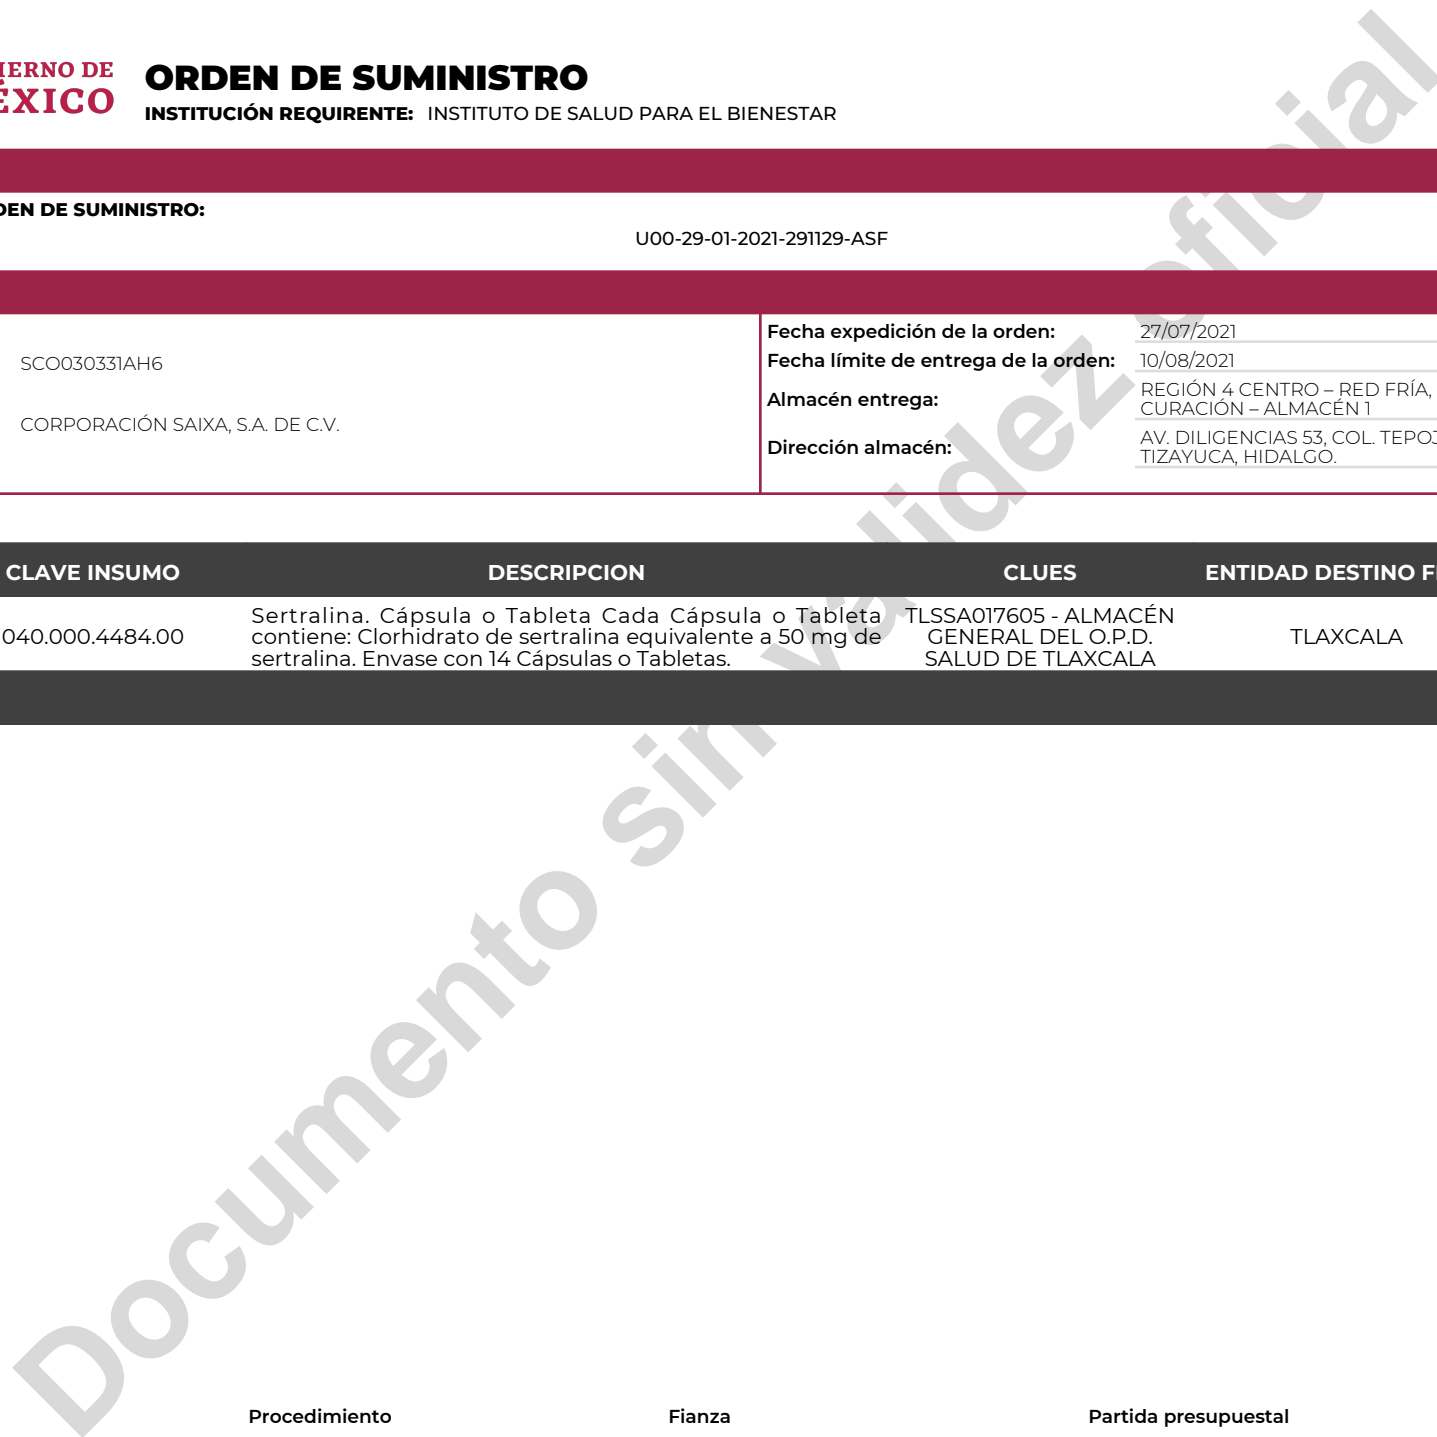 IERNO DE
ÉXICO
ORDEN DE SUMINISTRO
INSTITUCIÓN REQUIRENTE: INSTITUTO DE SALUD PARA EL BIENESTAR
DEN DE SUMINISTRO:
U00-29-01-2021-291129-ASF
SCO030331AH6
CORPORACIÓN SAIXA, S.A. DE C.V.
Fecha expedición de la orden: 27/07/2021
Fecha límite de entrega de la orden: 10/08/2021
Almacén entrega: REGIÓN 4 CENTRO – RED FRÍA,
CURACIÓN – ALMACÉN 1
Dirección almacén: AV. DILIGENCIAS 53, COL. TEPOJ
TIZAYUCA, HIDALGO.
CLAVE INSUMO DESCRIPCION CLUES ENTIDAD DESTINO FI
040.000.4484.00
Sertralina. Cápsula o Tableta Cada Cápsula o Tableta
contiene: Clorhidrato de sertralina equivalente a 50 mg de
sertralina. Envase con 14 Cápsulas o Tabletas.
TLSSA017605 - ALMACÉN
GENERAL DEL O.P.D.
SALUD DE TLAXCALA
TLAXCALA
Documento sin validez oficial
Procedimiento Fianza Partida presupuestal